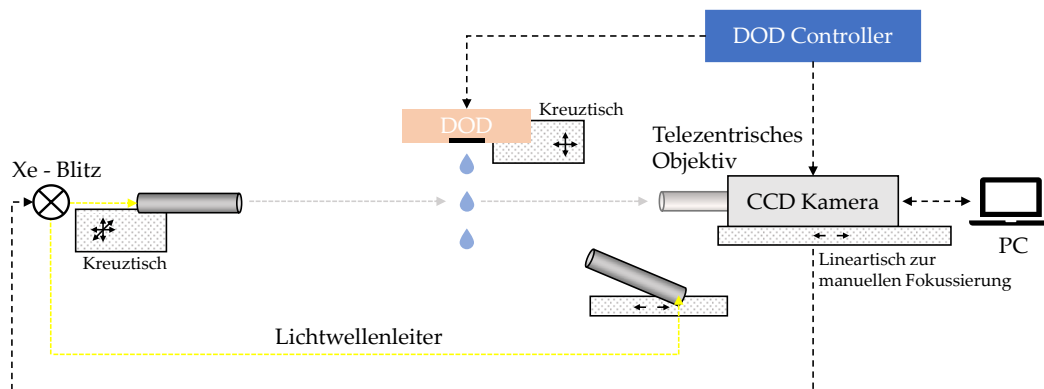 DOD Controller
Kreuztisch
DOD
Telezentrisches
Objektiv
Xe - Blitz
CCD Kamera
PC
Kreuztisch
Lineartisch zur
manuellen Fokussierung
Lichtwellenleiter